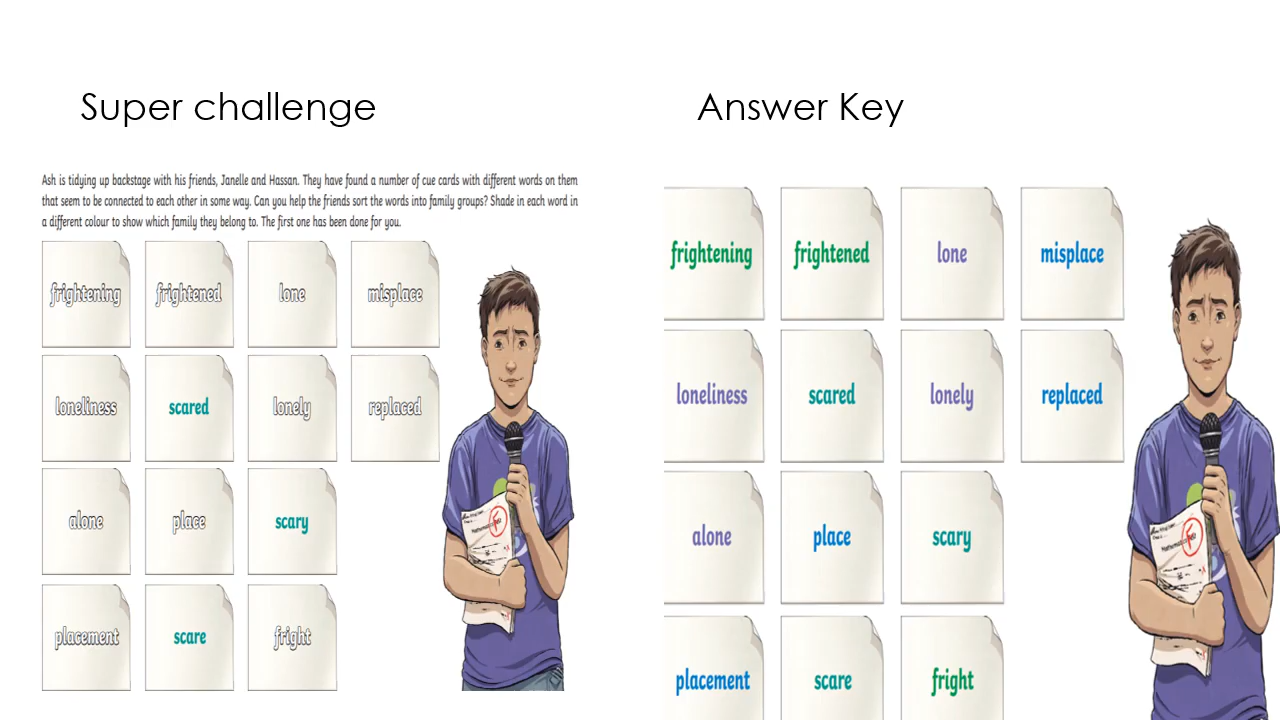 Super challenge
Ash is tidying up backstage with his friends, Janelle and Hassan. They have found a number of cue cards with different words on them
that seem to be connected to each other in some way. Can you help the friends sort the words into family groups? Shade in each word in
a different colour to show which family they belong to. The first one has been done for you.
frightening frightened lone misplace
loneliness scared lonely replaced
alone place scary
placement scare fright
Answer Key
frightening frightened lone misplace
loneliness scared lonely replaced
alone place scary
placement scare fright